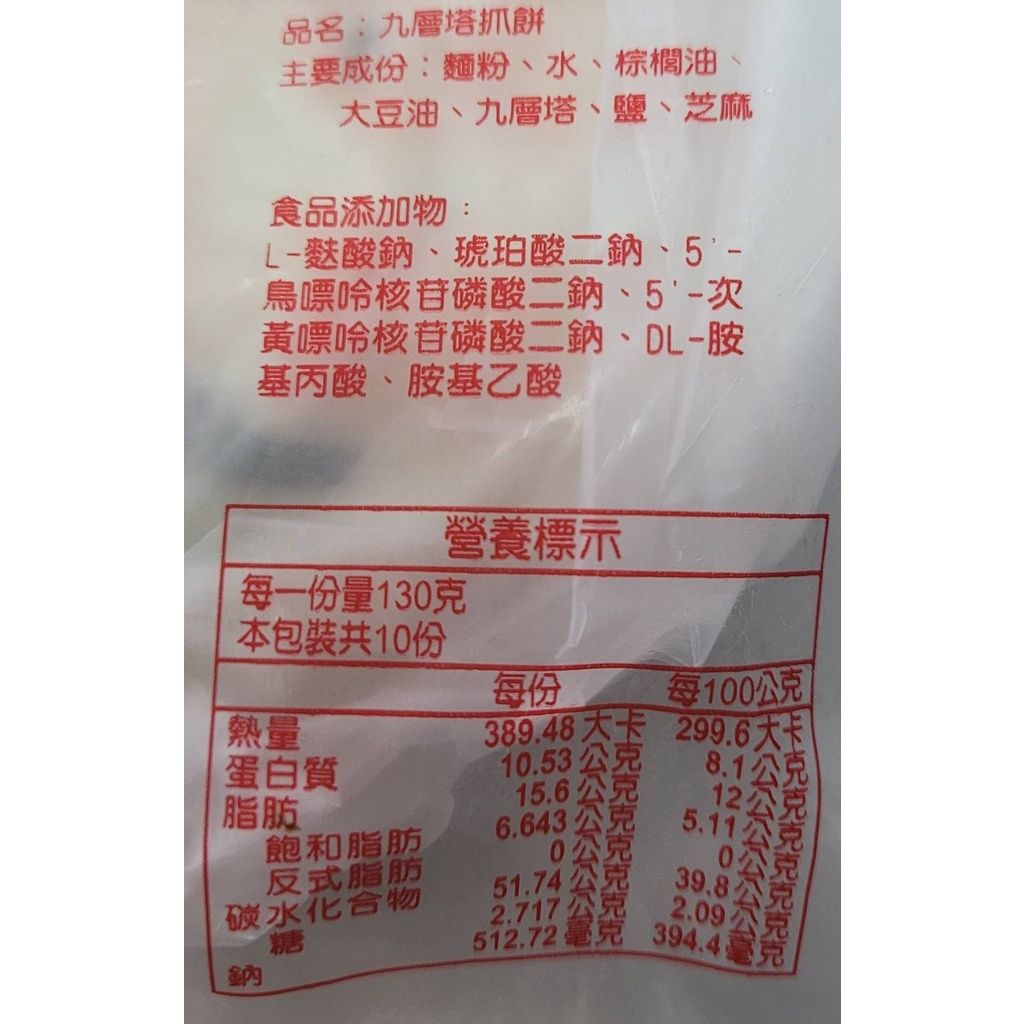 品名：九層塔抓餅
主要成份：麵粉、水、棕櫚油、
大豆油、九層塔、鹽、芝麻
食品添加物：
L-麩酸鈉、琥珀酸二鈉、5'-
鳥嘌呤核苷磷酸二鈉、5'-次
黃嘌呤核苷磷酸二鈉、DL-胺
基丙酸、胺基乙酸
營養標示
每一份量130克
本包裝共10份
每份 每100公克
熱量 389.48大卡 299.6大卡
蛋白質 10.53公克 8.1公克
脂肪 15.6公克 12公克
飽和脂肪 6.643公克 5.11公克
反式脂肪 0公克 0公克
碳水化合物 51.74公克 39.8公克
糖 2.717公克 2.09公克
鈉 512.72毫克 394.4毫克